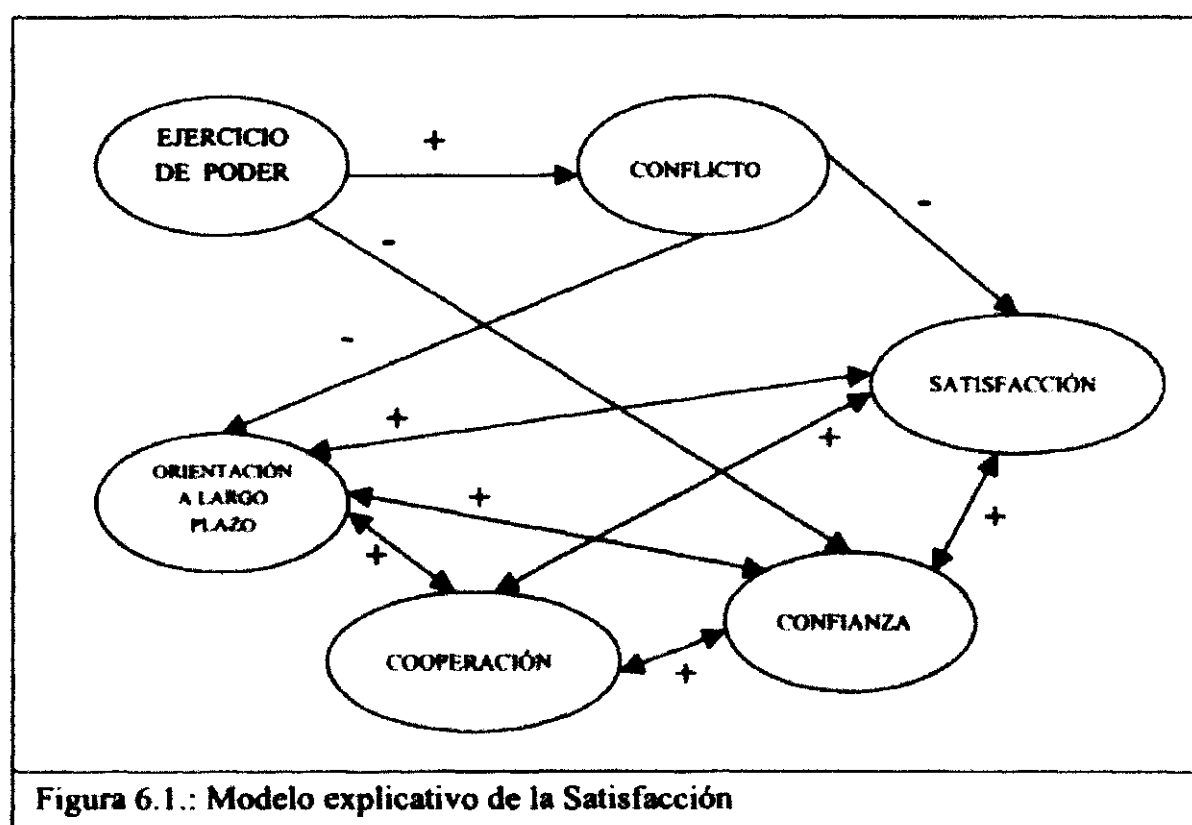 EJERCICIO
DE PODER
+
CONFLICTO
-
-
-
SATISFACCIÓN
+
+
ORIENTACIÓN
A LARGO
PLAZO
+
+
+
CONFIANZA
COOPERACIÓN
+
Figura 6.1.: Modelo explicativo de la Satisfacción